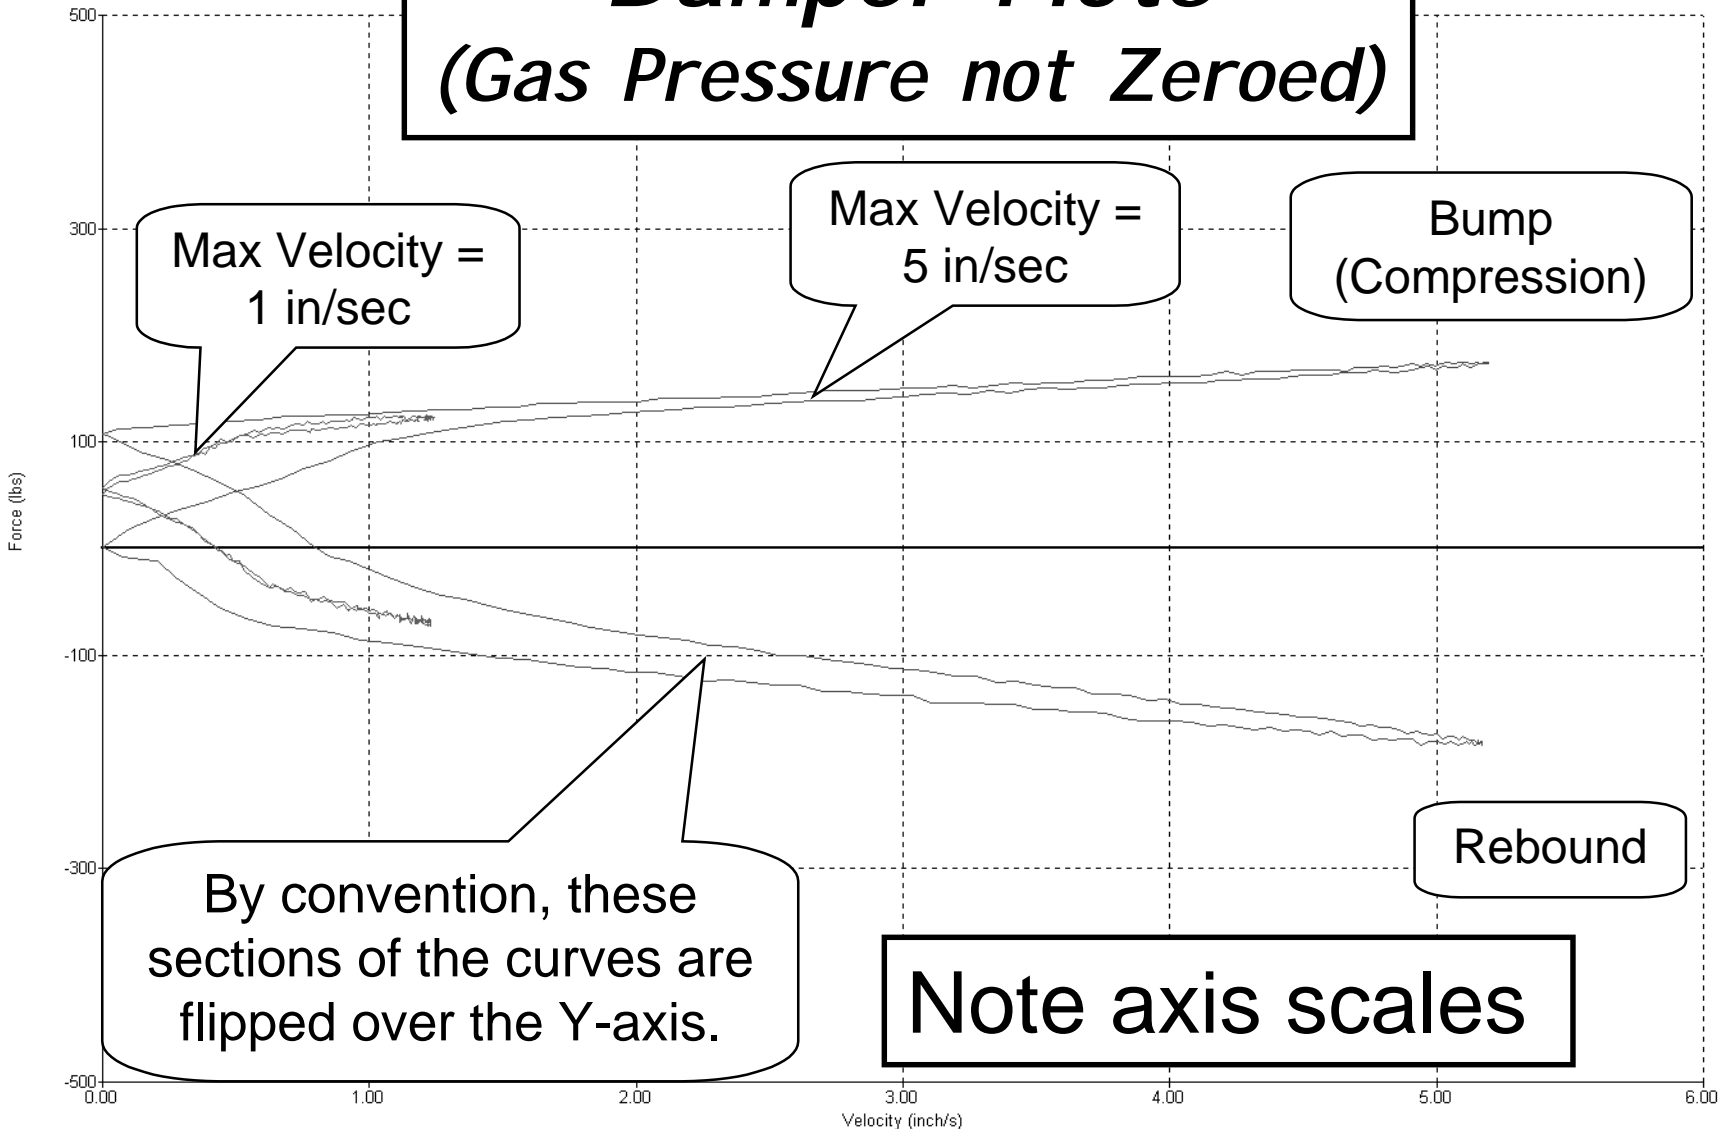 (Gas Pressure not Zeroed)
500
300
100
-100
-300
-500
Force (lbs)
Max Velocity =
1 in/sec
Max Velocity =
5 in/sec
Bump
(Compression)
By convention, these
sections of the curves are
flipped over the Y-axis.
Rebound
Note axis scales
0.00
1.00
2.00
3.00
4.00
5.00
6.00
Velocity (inch/s)